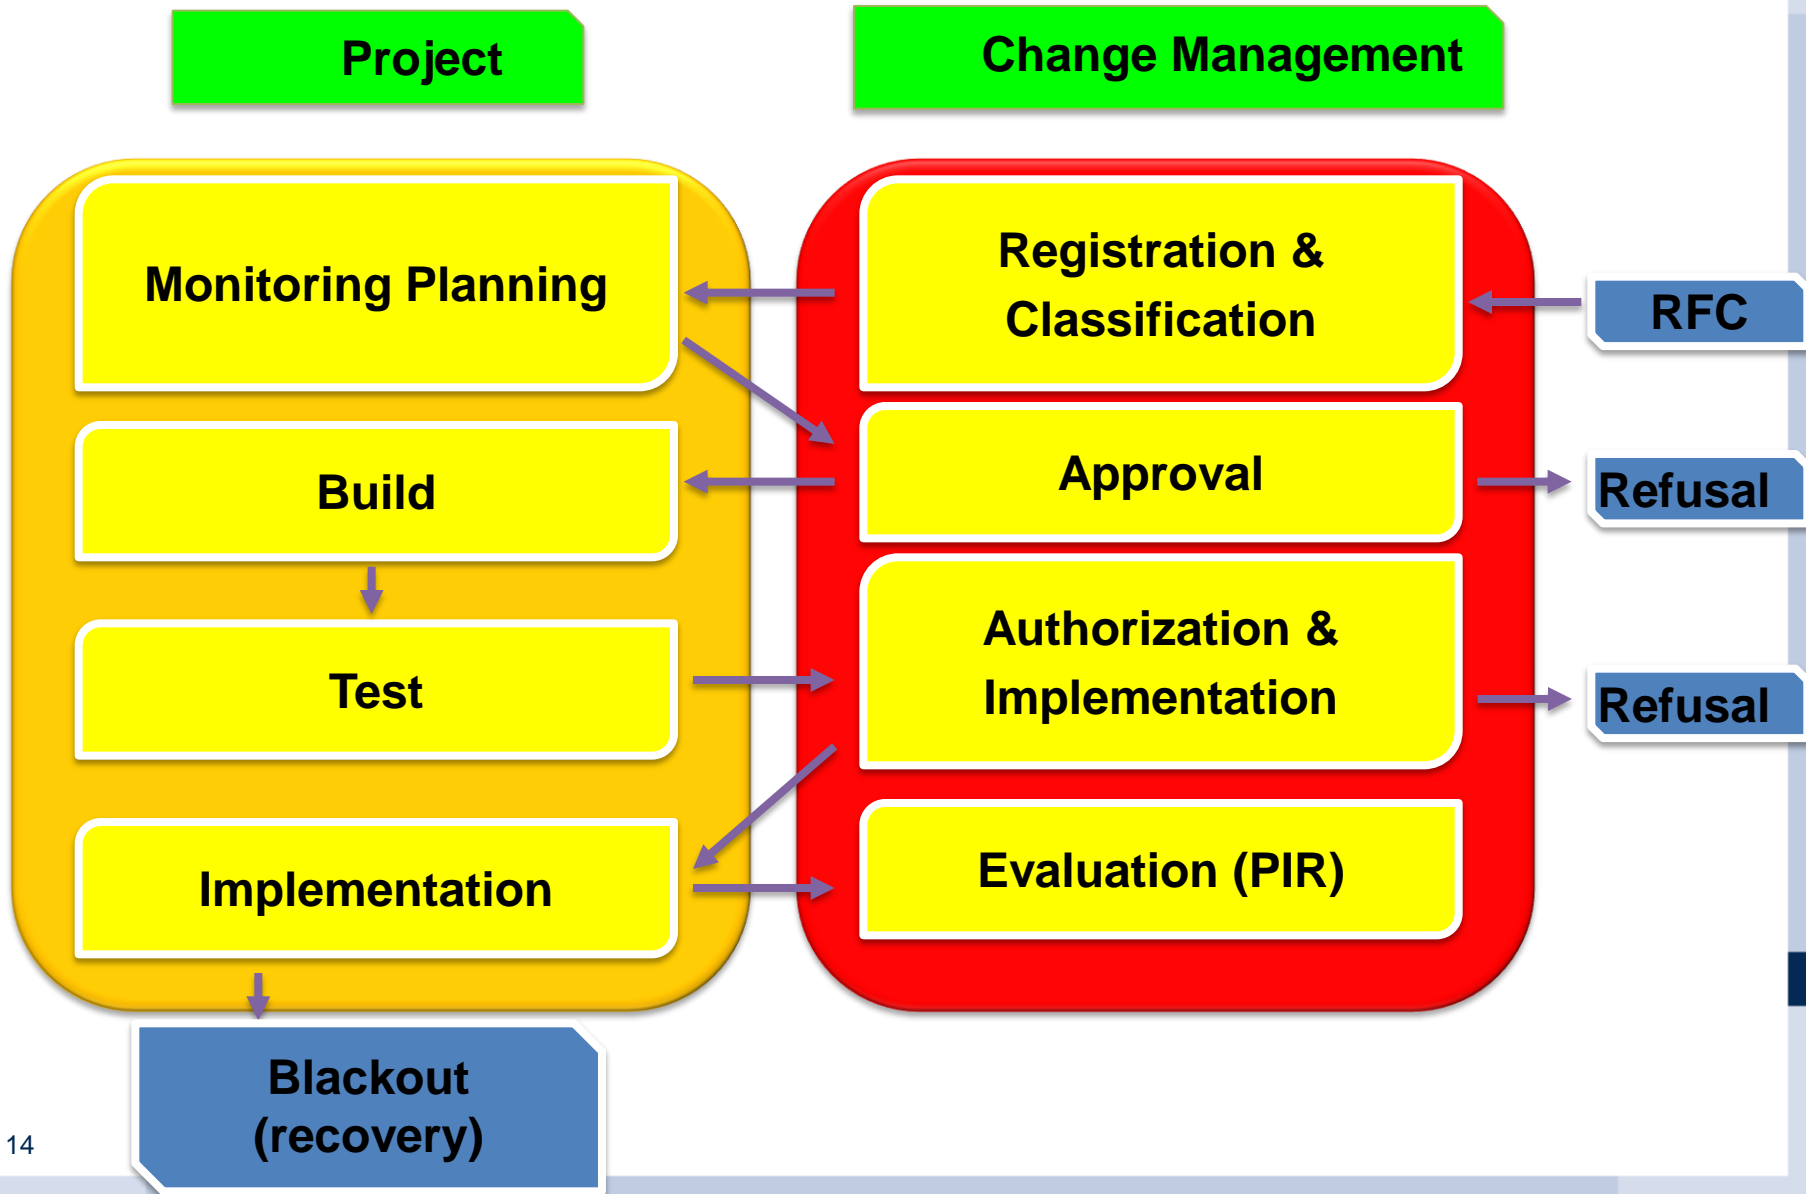 Project
Change Management
Monitoring Planning
Registration &
Classification
RFC
Build
Approval
Refusal
Test
Authorization &
Implementation
Refusal
Implementation
Evaluation (PIR)
Blackout
(recovery)
14